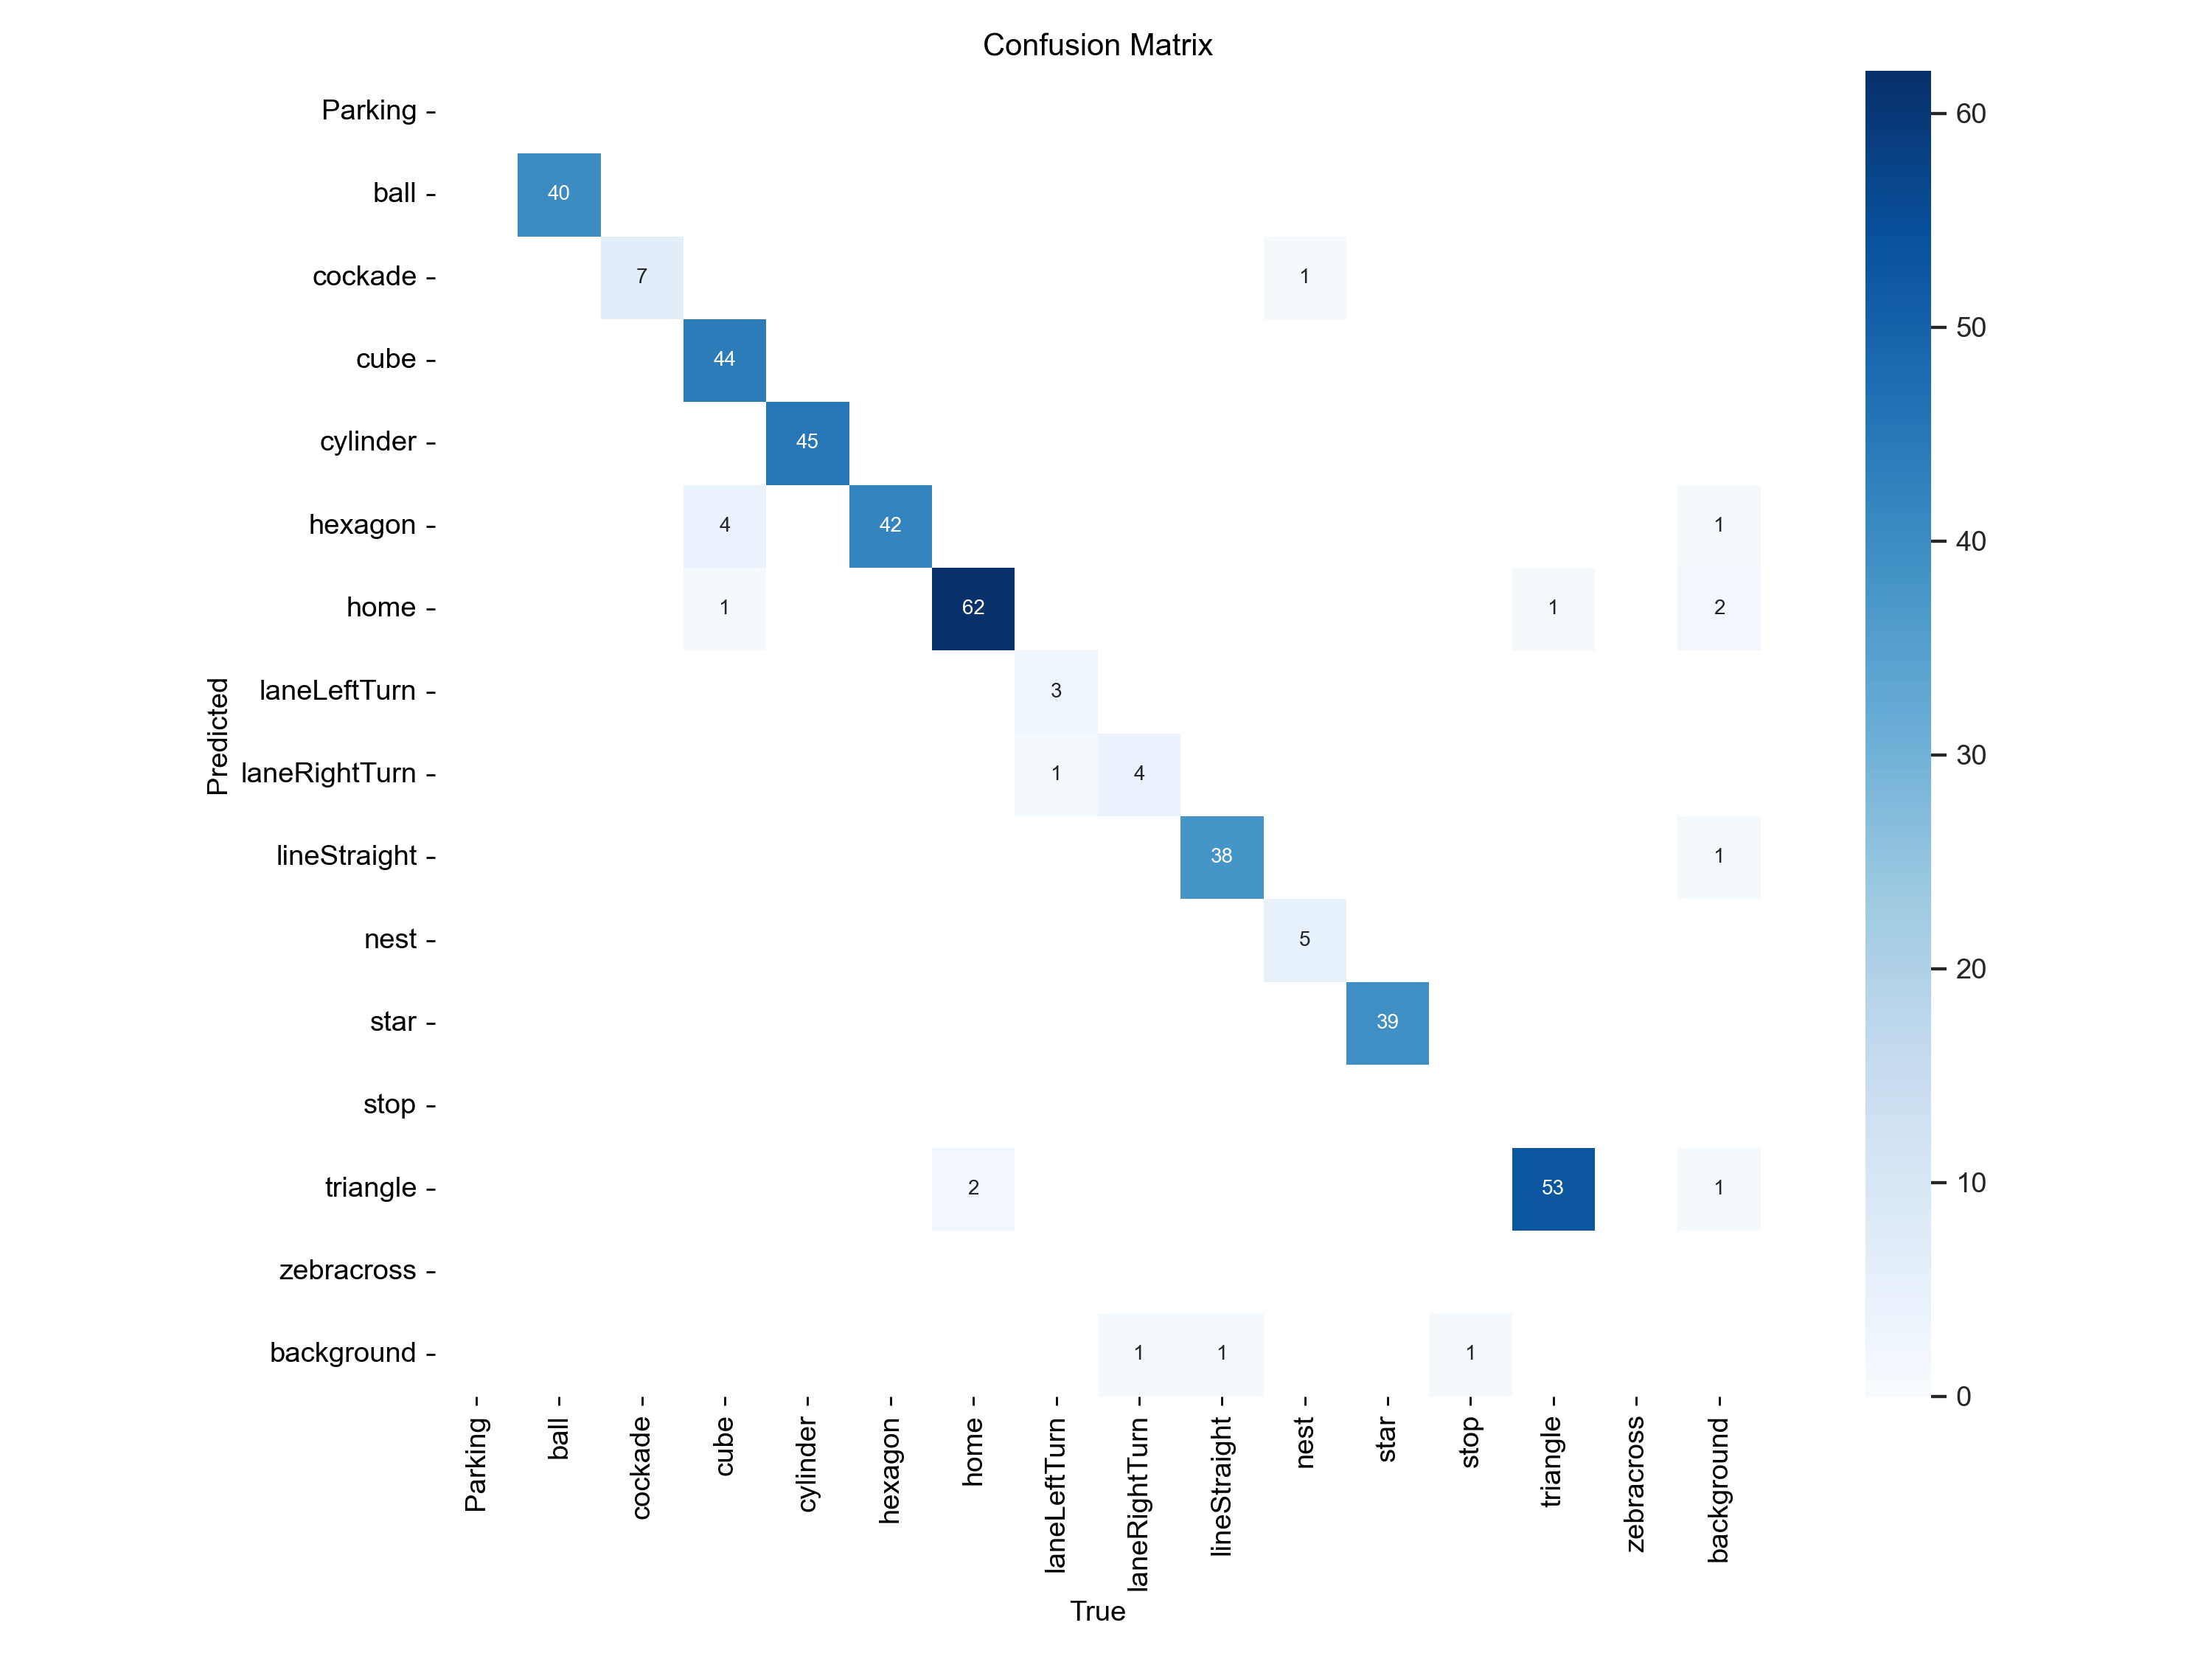 Confusion Matrix
Parking
ball 40
cockade 7 1
cube 44
cylinder 45
hexagon 4 42 1
home 1 62 1 2
laneLeftTurn 3
laneRightTurn 1 4
lineStraight 38 1
nest 5
star 39
stop
triangle 2 53 1
zebracross
background 1 1 1
Predicted
Parking
ball
cockade
cube
cylinder
hexagon
home
laneLeftTurn
laneRightTurn
lineStraight
nest
star
stop
triangle
zebracross
background
True
60
50
40
30
20
10
0